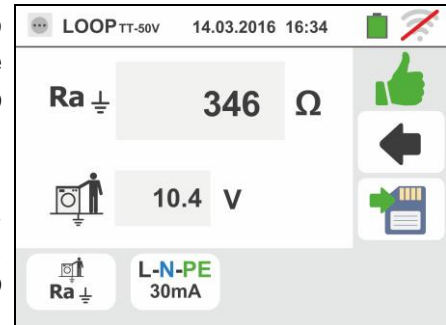 LOOP TT-50V 14.03.2016 16:34
Ra 346 Ω
10.4 V
Ra L-N-PE
30mA